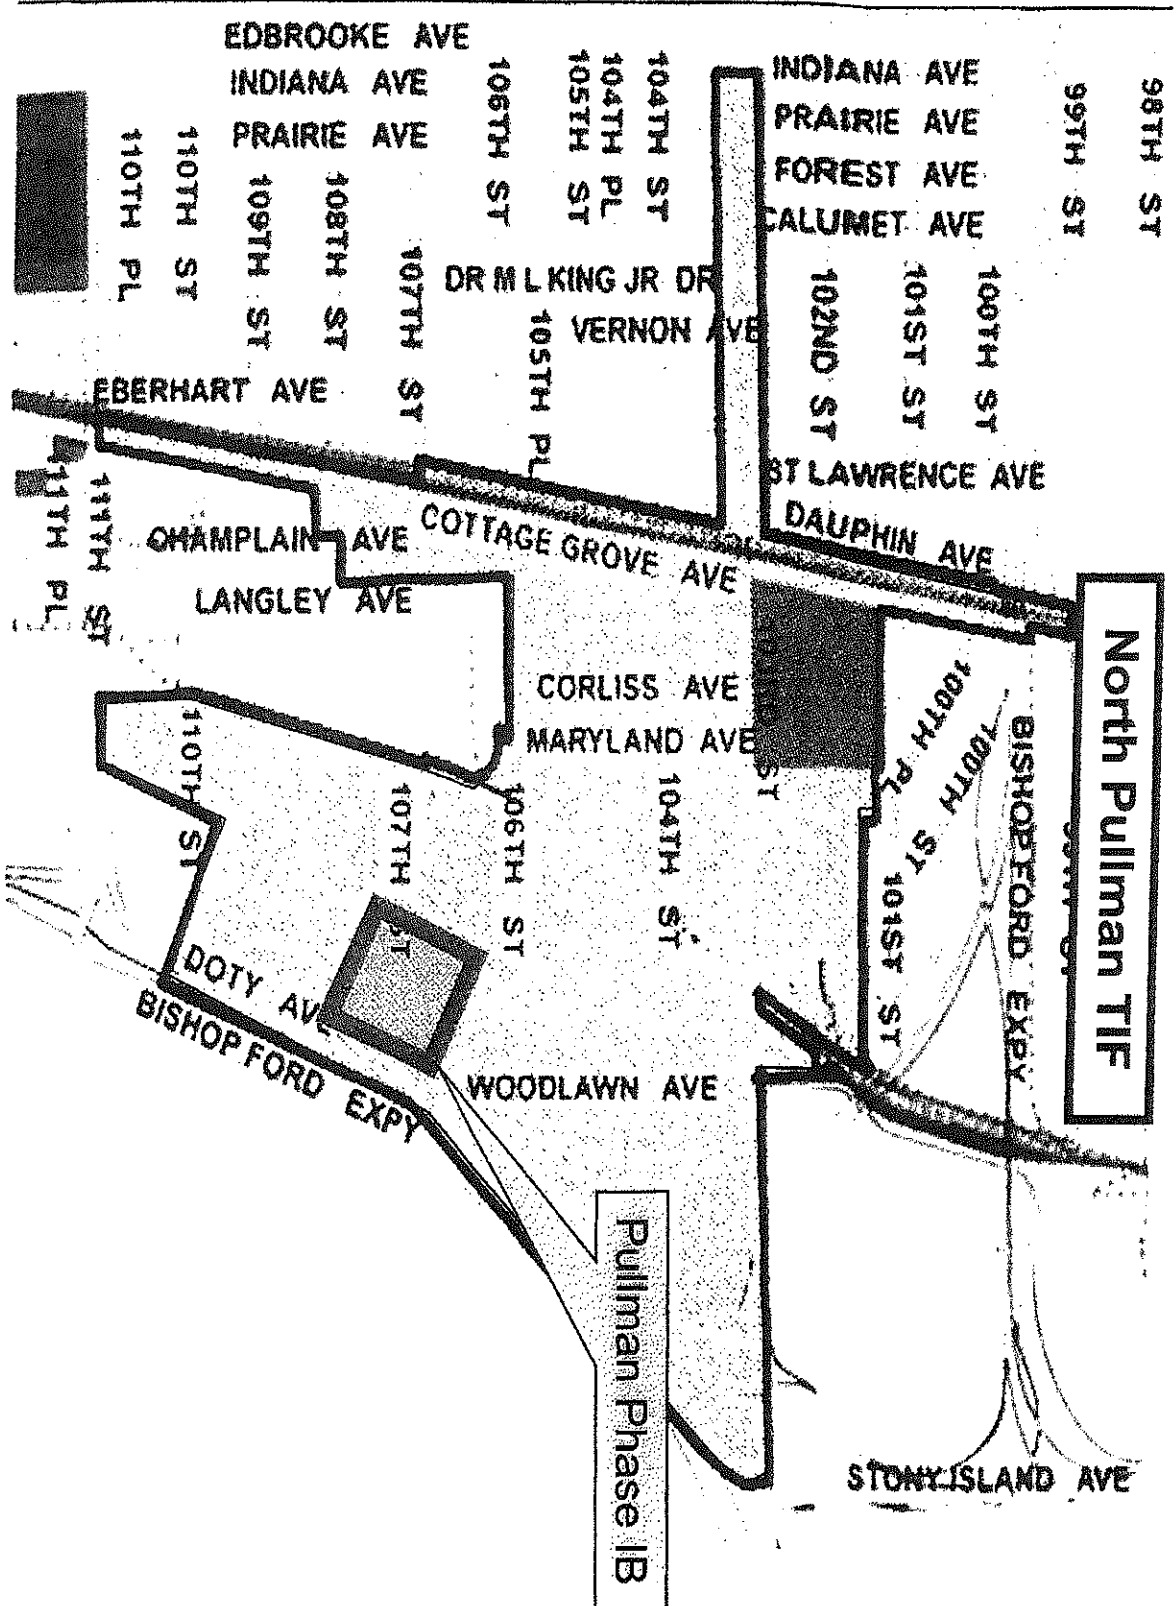 North Pullman TIF
98TH ST
99TH ST
100TH ST
101ST ST
102ND ST
INDIANA AVE
PRAIRIE AVE
FOREST AVE
CALUMET AVE
ST LAWRENCE AVE
DAUPHIN AVE
EDBROOKE AVE
INDIANA AVE
PRAIRIE AVE
104TH ST
104TH PL
105TH ST
106TH ST
DR M L KING JR DR
VERNON AVE
105TH PL
107TH ST
108TH ST
109TH ST
110TH ST
110TH PL
EBERHART AVE
COTTAGE GROVE AVE
CHAMPLAIN AVE
LANGLEY AVE
111TH ST
111TH PL
CORLISS AVE
MARYLAND AVE
100TH PL
100TH ST
BISHOP FORD EXPY
101ST ST
104TH ST
106TH ST
107TH ST
110TH ST
DOTY AVE
BISHOP FORD EXPY
WOODLAWN AVE
STONY ISLAND AVE
Pullman Phase IB